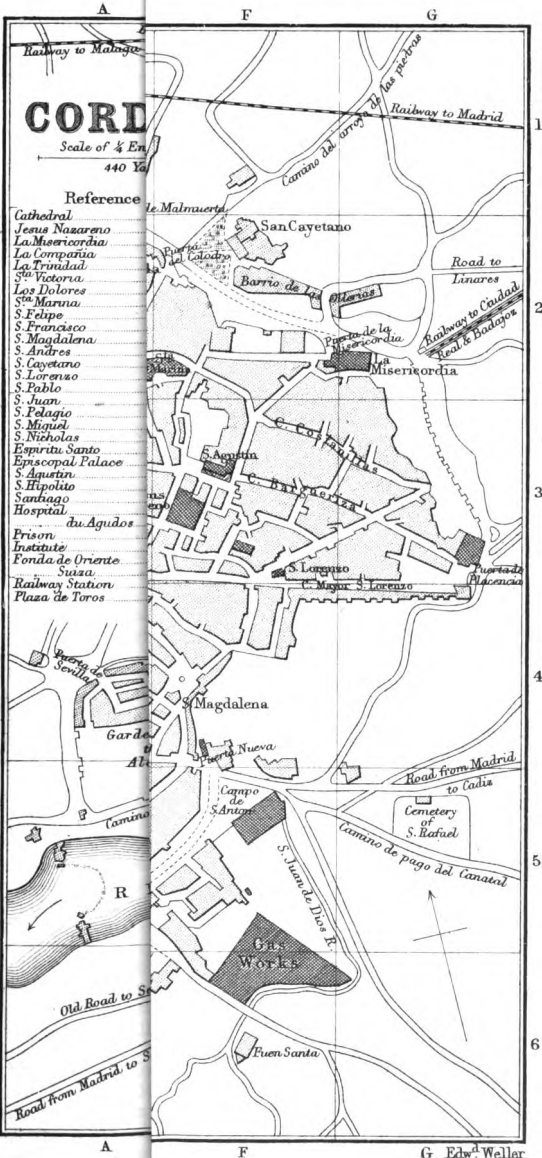 A
F
G
Railway to Malaga
CORD
Scale of ¼ En
440 Ya
Reference
Cathedral
Jesus Nazareno
La Misericordia
La Compañia
La Trinidad
Sta Victoria
Los Dolores
Sta Marina
S. Felipe
S. Francisco
S. Magdalena
S. Andres
S. Cayetano
S. Lorenzo
S. Pablo
S. Juan
S. Pelagio
S. Miguel
S. Nicholas
Espiritu Santo
Episcopal Palace
S. Agustin
S. Hipolito
Santiago
Hospital
du Agudos
Prison
Institute
Fonda de Oriente
Suiza
Railway Station
Plaza de Toros
Puerta de
Sevilla
Garde
Camino
R
Old Road to Se
Road from Madrid to S
Railway to Madrid
Camino del arroyo de las piedras
1
de Malmuerta
San Cayetano
Puerta
del Colodro
Barrio de las Ollerias
Road to
Linares
2
Railway to Ciudad
Real & Badajoz
Puerta de la
Misericordia
Sta
Marina
La
Misericordia
C. Costanillas
S. Agustin
C. Bargueriza
3
S. Lorenzo
C. Mayor S. Lorenzo
Puerta de
Placencia
4
S. Magdalena
Puerta Nueva
Road from Madrid
to Cadiz
Campo
de
S. Anton
Cemetery
of
S. Rafael
Camino de pago del Canatal
5
S. Juan de Dios R.
Gas
Works
6
Fuen Santa
A
F
G
Edwd. Weller